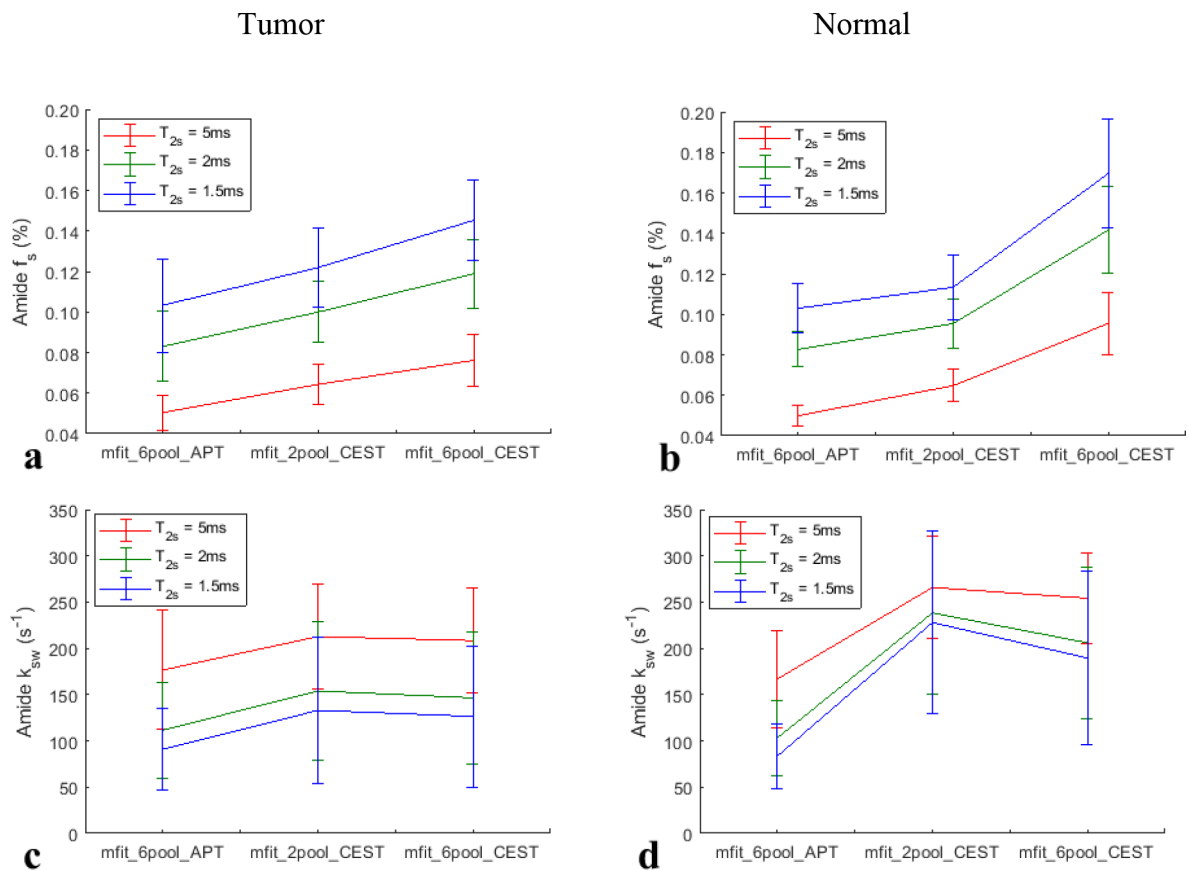 Tumor
Normal
0.20
0.18
0.16
0.14
0.12
0.10
0.08
0.06
0.04
Amide f_s (%)
T_2s = 5ms
T_2s = 2ms
T_2s = 1.5ms
a
mfit_6pool_APT mfit_2pool_CEST mfit_6pool_CEST
0.20
0.18
0.16
0.14
0.12
0.10
0.08
0.06
0.04
Amide f_s (%)
T_2s = 5ms
T_2s = 2ms
T_2s = 1.5ms
b
mfit_6pool_APT mfit_2pool_CEST mfit_6pool_CEST
350
300
250
200
150
100
50
0
Amide k_sw (s^-1)
T_2s = 5ms
T_2s = 2ms
T_2s = 1.5ms
c
mfit_6pool_APT mfit_2pool_CEST mfit_6pool_CEST
350
300
250
200
150
100
50
0
Amide k_sw (s^-1)
T_2s = 5ms
T_2s = 2ms
T_2s = 1.5ms
d
mfit_6pool_APT mfit_2pool_CEST mfit_6pool_CEST